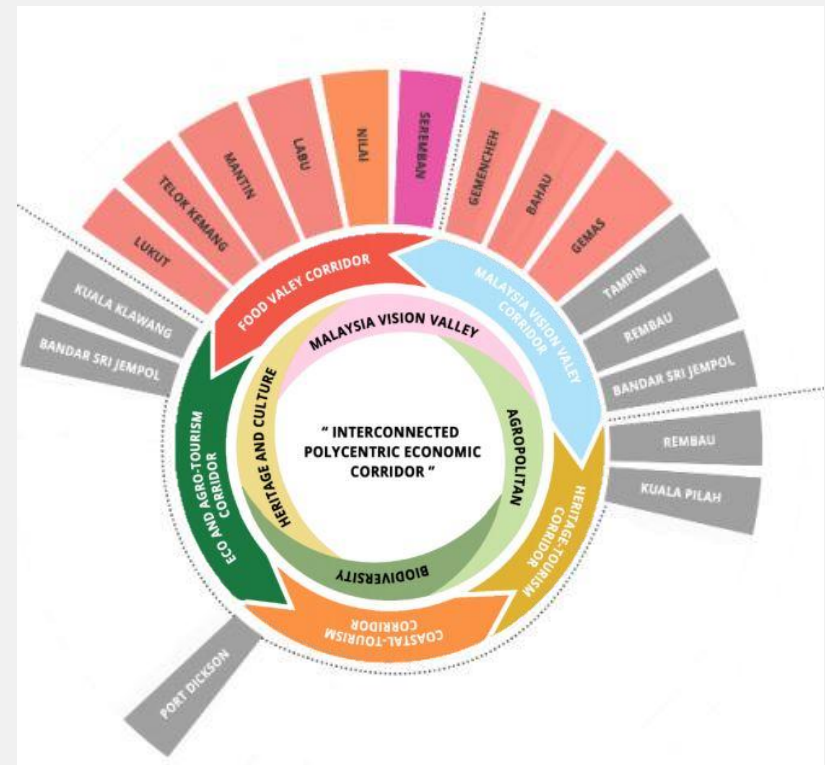 SEREMBAN
NILAI
LABU
MANTIN
TELOK KEMANG
LUKUT
KUALA KLAWANG
BANDAR SRI JEMPOL
GEMENCHEH
BAHAU
GEMAS
TAMPIN
REMBAU
BANDAR SRI JEMPOL
REMBAU
KUALA PILAH
PORT DICKSON
FOOD VALEY CORRIDOR
MALAYSIA VISION VALEY
CORRIDOR
HERITAGE-TOURISM
CORRIDOR
COASTAL-TOURISM
CORRIDOR
ECO AND AGRO-TOURISM
CORRIDOR
MALAYSIA VISION VALLEY
AGROPOLITAN
BIODIVERSITY
HERITAGE AND CULTURE
“ INTERCONNECTED
POLYCENTRIC ECONOMIC
CORRIDOR ”